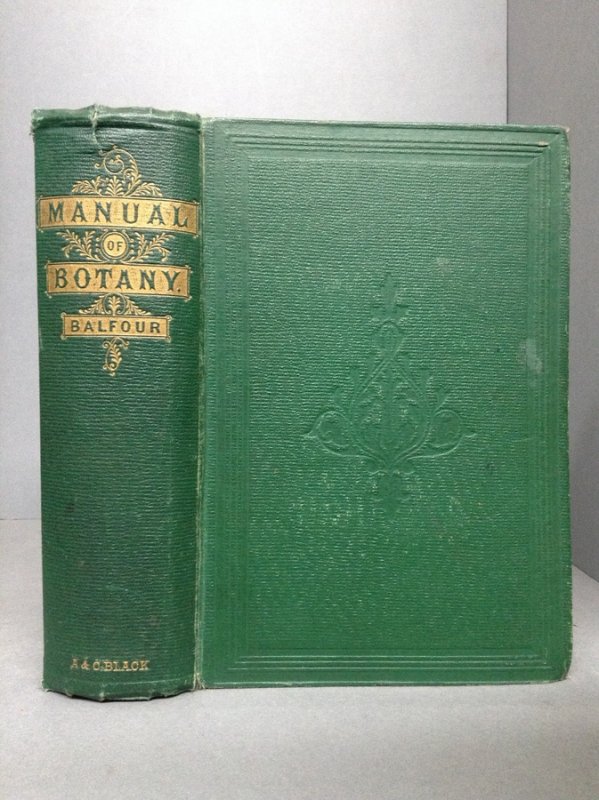 MANUAL
OF
BOTANY.
BALFOUR
A & C. BLACK